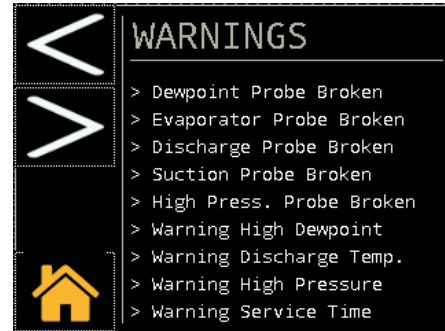 WARNINGS
> Dewpoint Probe Broken
> Evaporator Probe Broken
> Discharge Probe Broken
> Suction Probe Broken
> High Press. Probe Broken
> Warning High Dewpoint
> Warning Discharge Temp.
> Warning High Pressure
> Warning Service Time